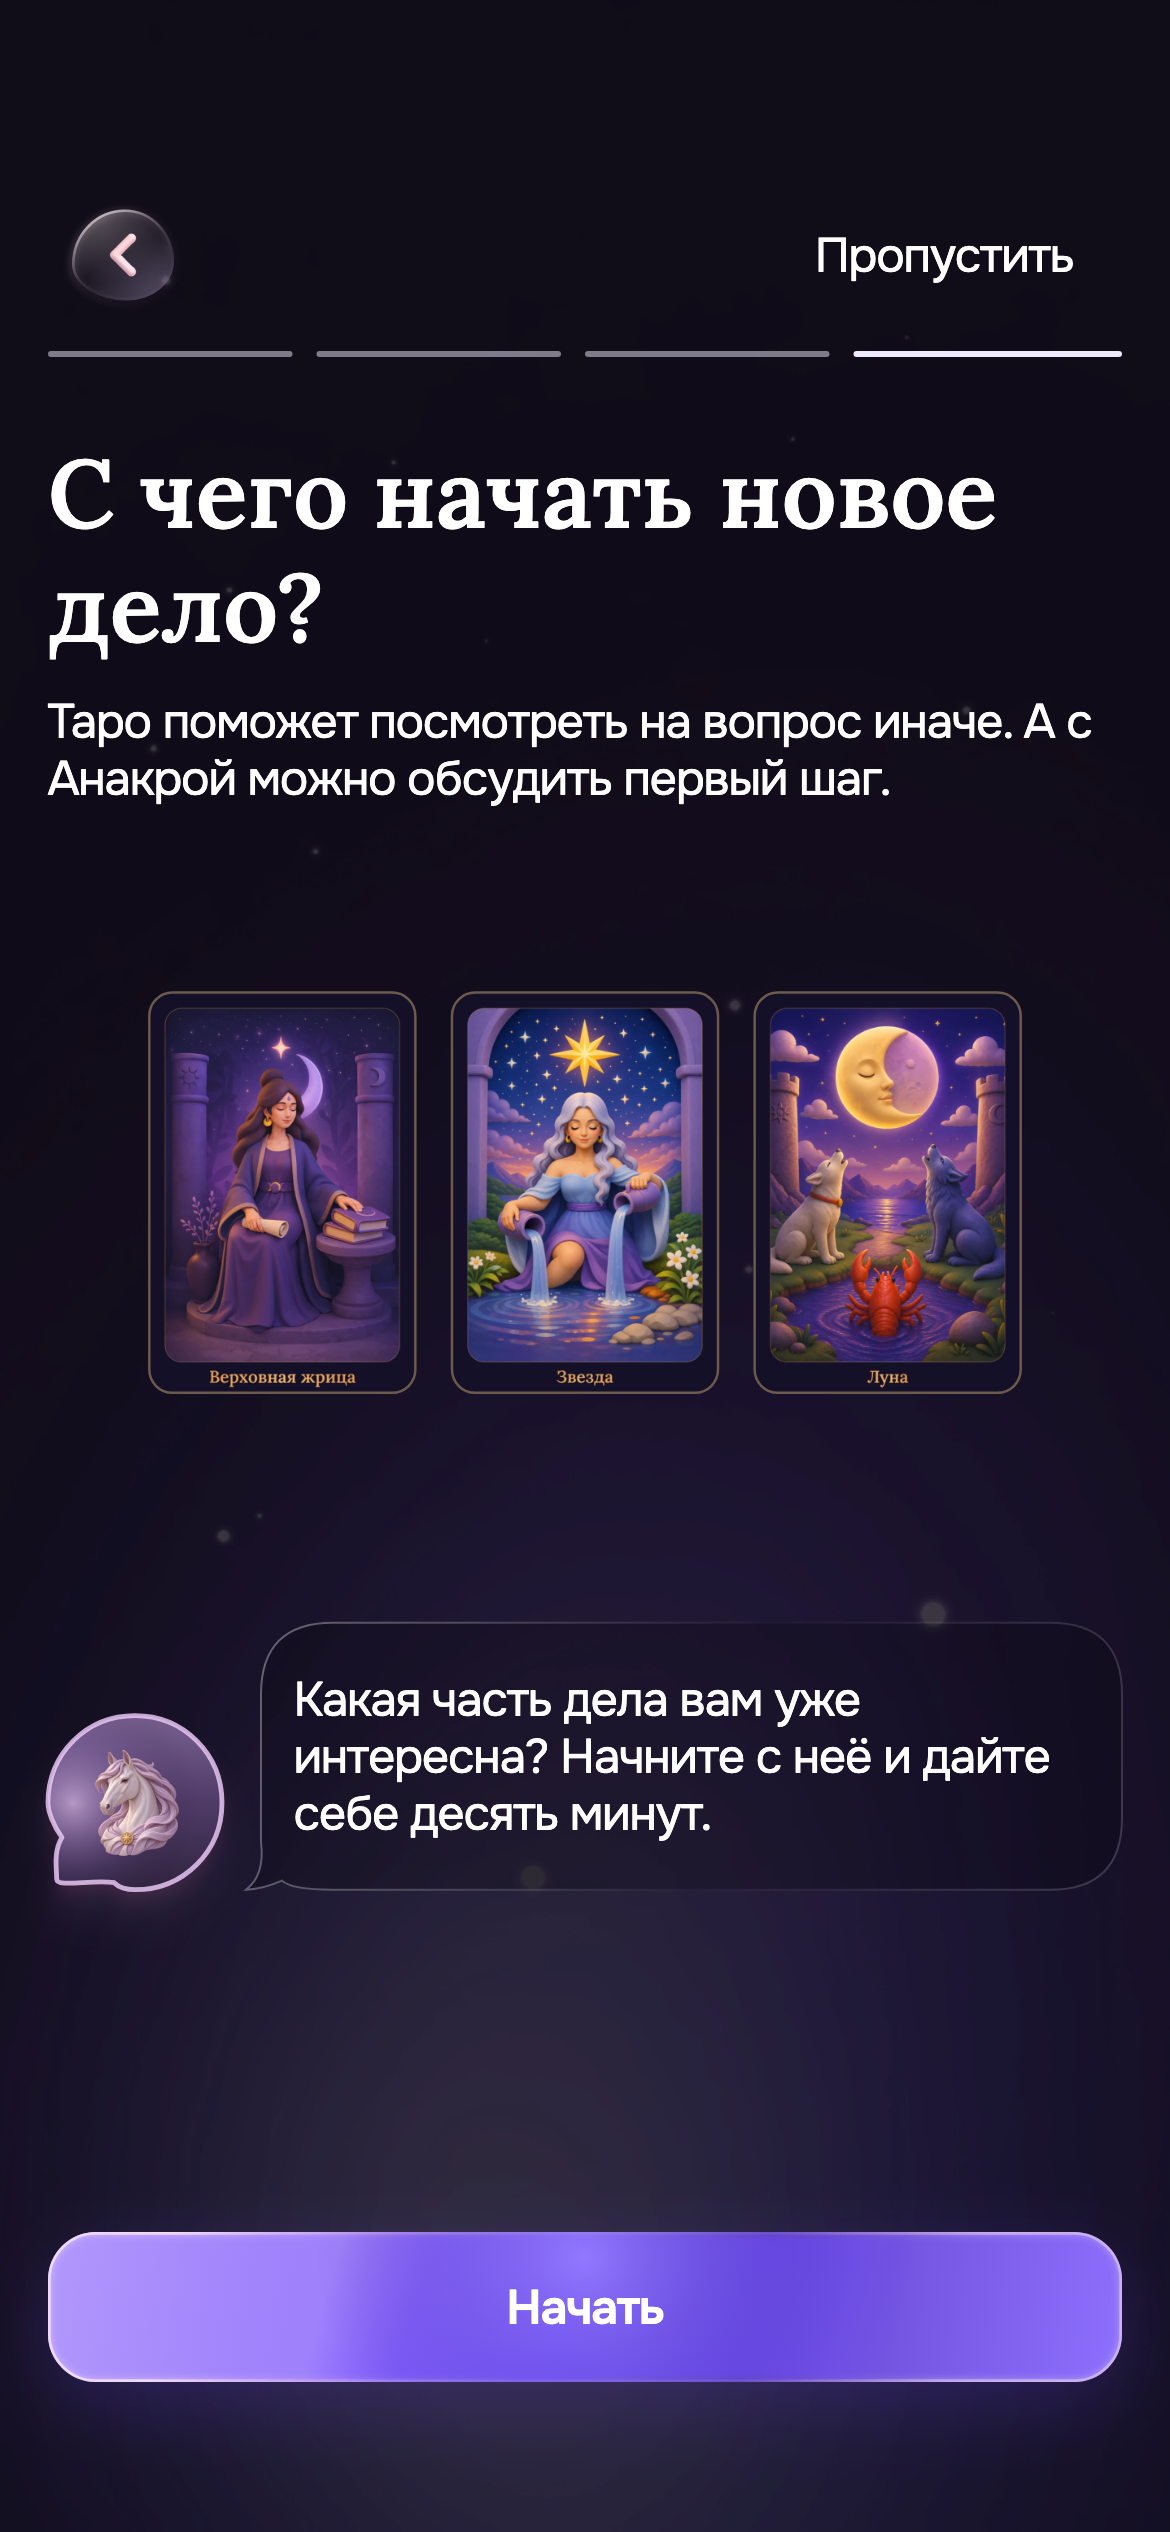 Пропустить
С чего начать новое
дело?
Таро поможет посмотреть на вопрос иначе. А с
Анакрой можно обсудить первый шаг.
Верховная жрица
Звезда
Луна
Какая часть дела вам уже
интересна? Начните с неё и дайте
себе десять минут.
Начать